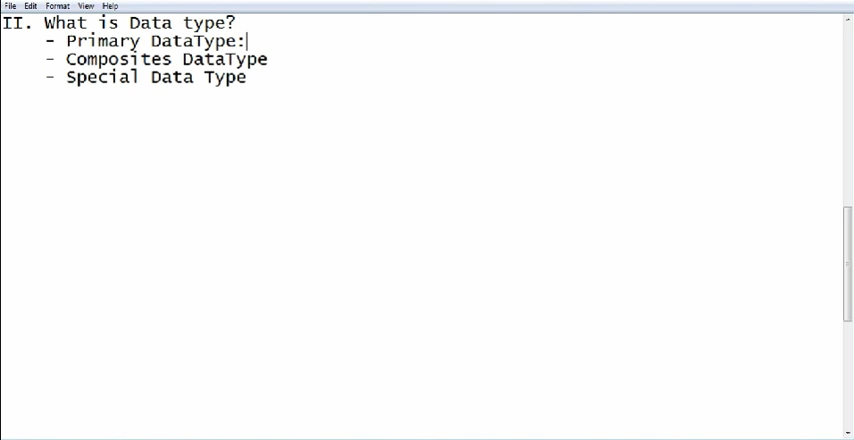 File Edit Format View Help
II. What is Data type?
- Primary DataType:
- Composites DataType
- Special Data Type